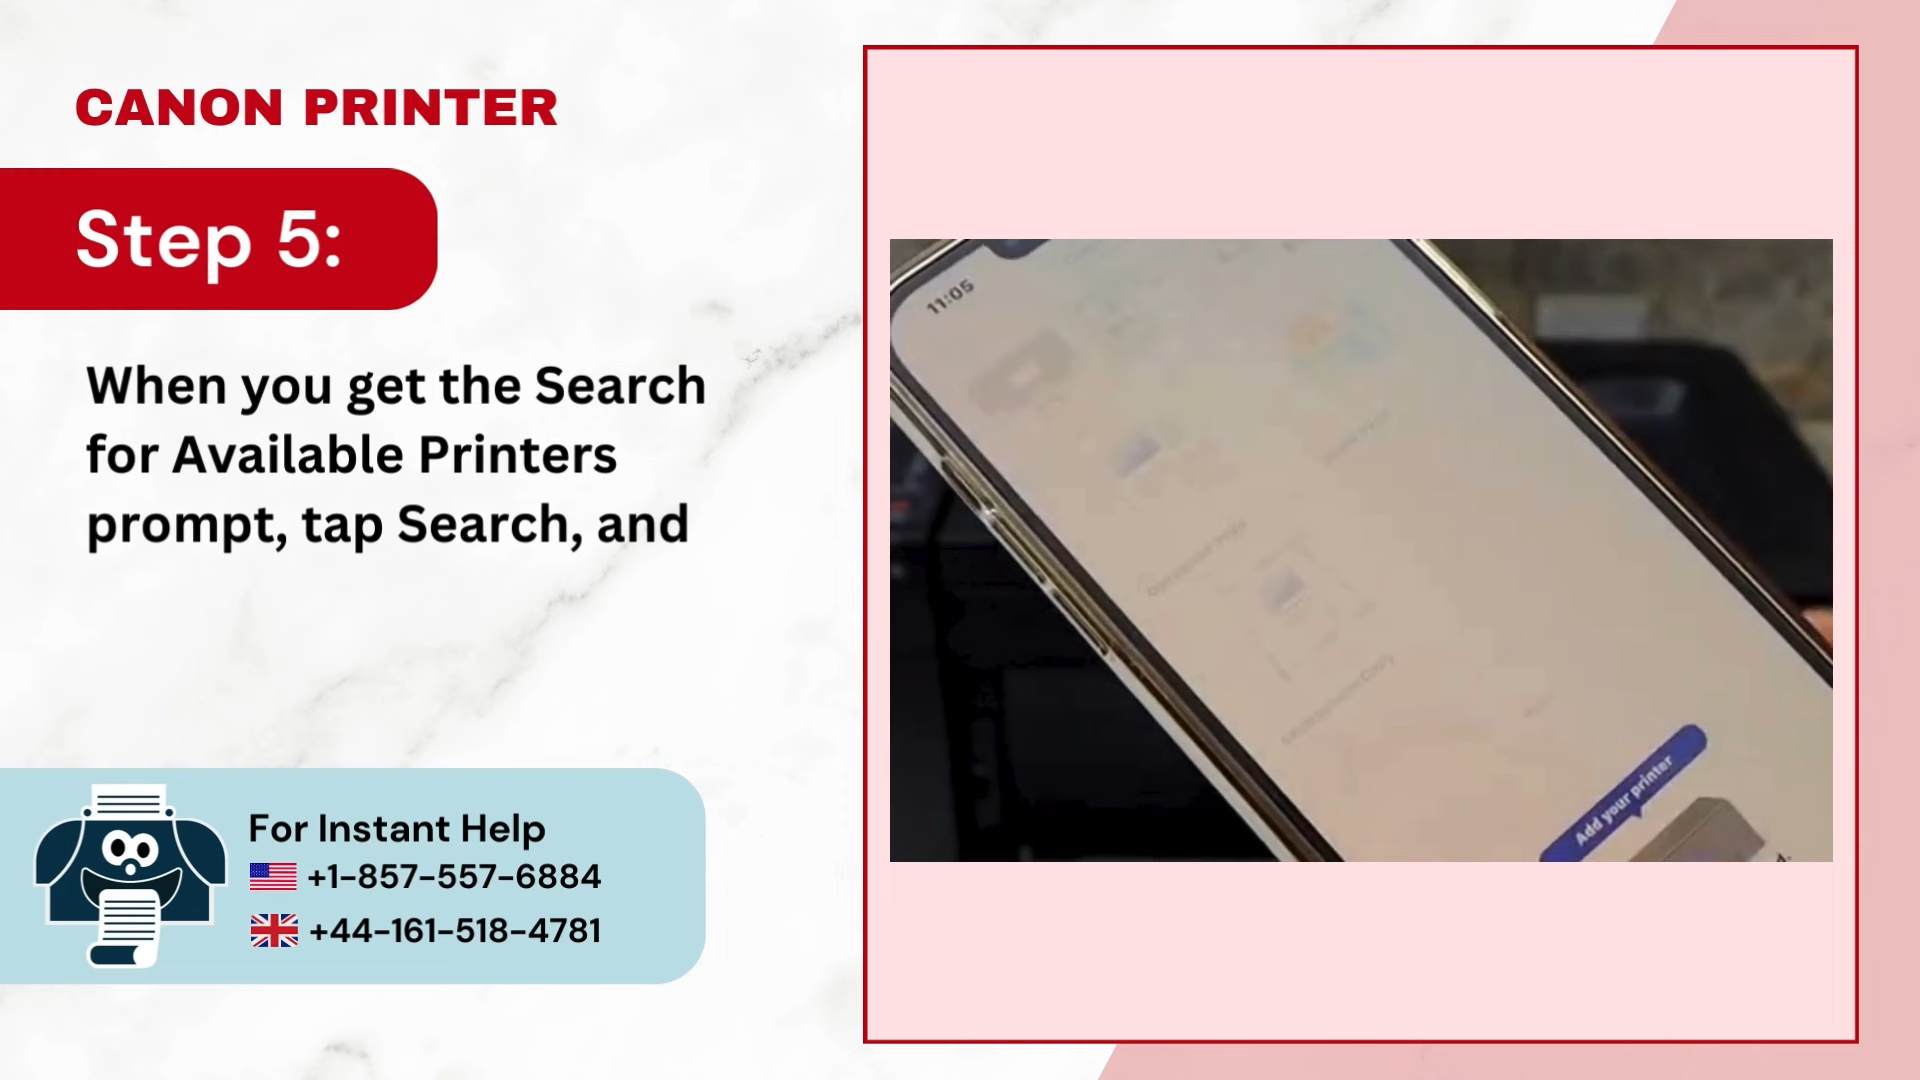 CANON PRINTER
Step 5:
When you get the Search
for Available Printers
prompt, tap Search, and
For Instant Help
+1-857-557-6884
+44-161-518-4781
11:05
Add your printer